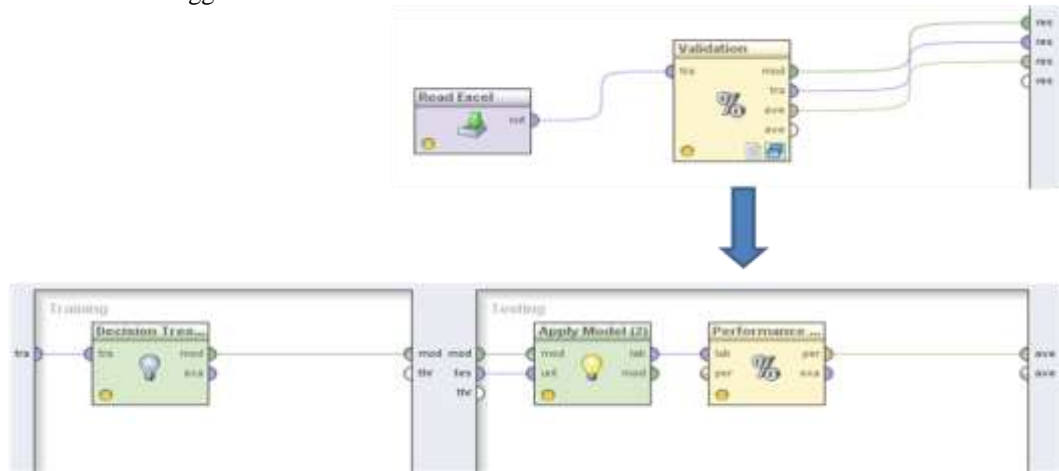 gg
res
Validation
res
tra mod
res
tra
res
Read Excel
out
ave
ave
Training
Testing
Decision Tree...
Apply Model (2)
Performance ...
tra
tra mod
mod mod
mod lab
lab per
ave
exa
thr tes
unl mod
per exa
ave
thr